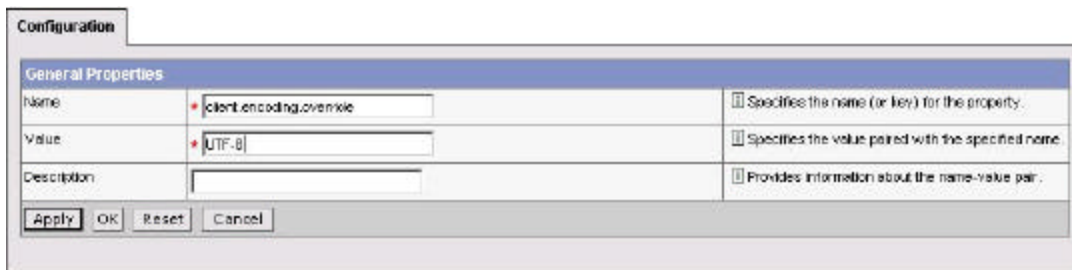 Configuration
General Properties
Name
* client.encoding.override
Specifies the name (or key) for the property.
Value
* UTF-8
Specifies the value paired with the specified name.
Description
Provides information about the name-value pair.
Apply OK Reset Cancel